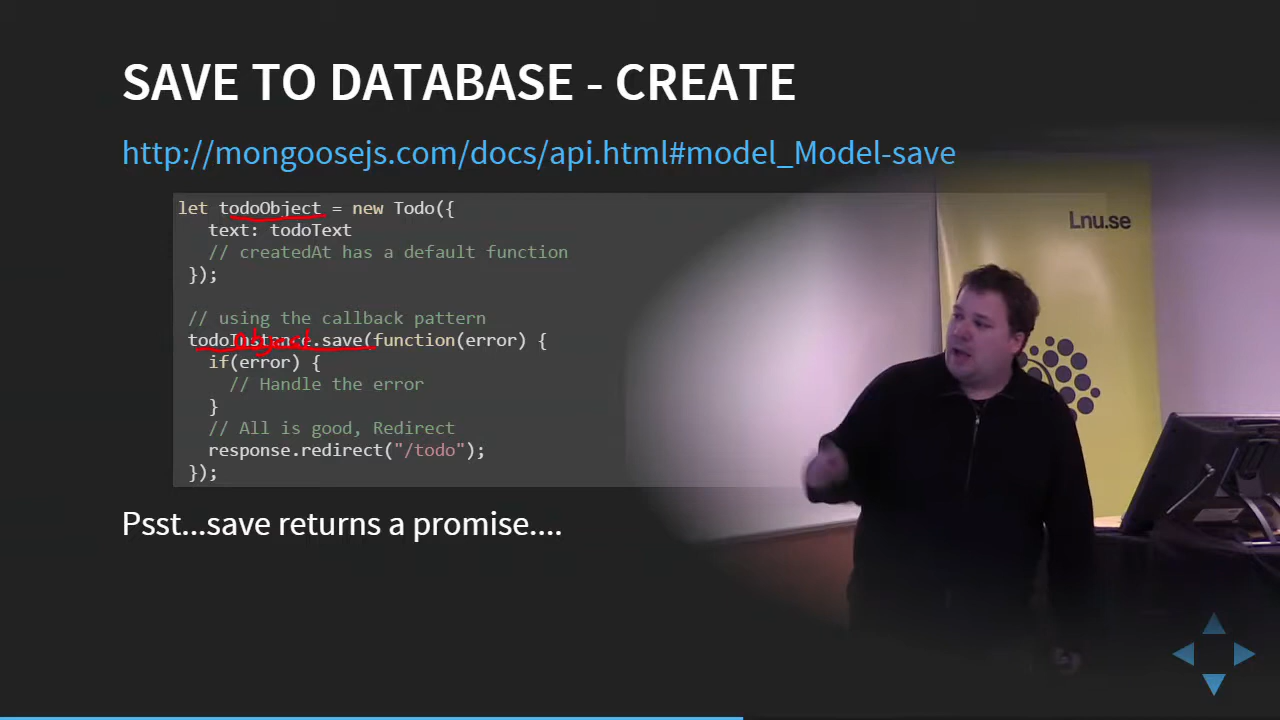 SAVE TO DATABASE - CREATE
http://mongoosejs.com/docs/api.html#model_Model-save
let todoObject = new Todo({
text: todoText
// createdAt has a default function
});
// using the callback pattern
todoInstance.save(function(error) {
Object
if(error) {
// Handle the error
}
// All is good, Redirect
response.redirect("/todo");
});
Psst...save returns a promise....
Lnu.se